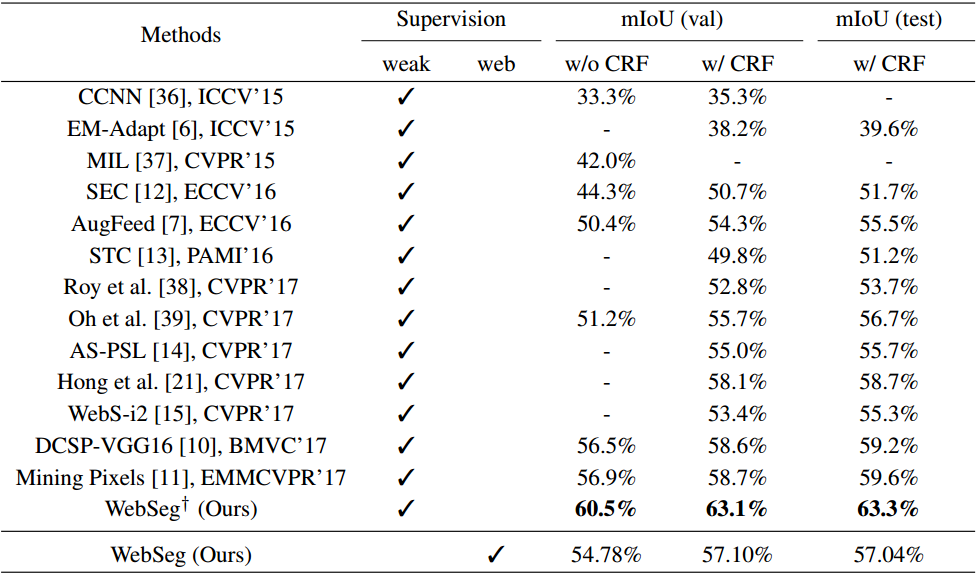 Methods Supervision mIoU (val) mIoU (test)
weak web w/o CRF w/ CRF w/ CRF
CCNN [36], ICCV'15 ✓ 33.3% 35.3% -
EM-Adapt [6], ICCV'15 ✓ - 38.2% 39.6%
MIL [37], CVPR'15 ✓ 42.0% - -
SEC [12], ECCV'16 ✓ 44.3% 50.7% 51.7%
AugFeed [7], ECCV'16 ✓ 50.4% 54.3% 55.5%
STC [13], PAMI'16 ✓ - 49.8% 51.2%
Roy et al. [38], CVPR'17 ✓ - 52.8% 53.7%
Oh et al. [39], CVPR'17 ✓ 51.2% 55.7% 56.7%
AS-PSL [14], CVPR'17 ✓ - 55.0% 55.7%
Hong et al. [21], CVPR'17 ✓ - 58.1% 58.7%
WebS-i2 [15], CVPR'17 ✓ - 53.4% 55.3%
DCSP-VGG16 [10], BMVC'17 ✓ 56.5% 58.6% 59.2%
Mining Pixels [11], EMMCVPR'17 ✓ 56.9% 58.7% 59.6%
WebSeg† (Ours) ✓ 60.5% 63.1% 63.3%
WebSeg (Ours) ✓ 54.78% 57.10% 57.04%